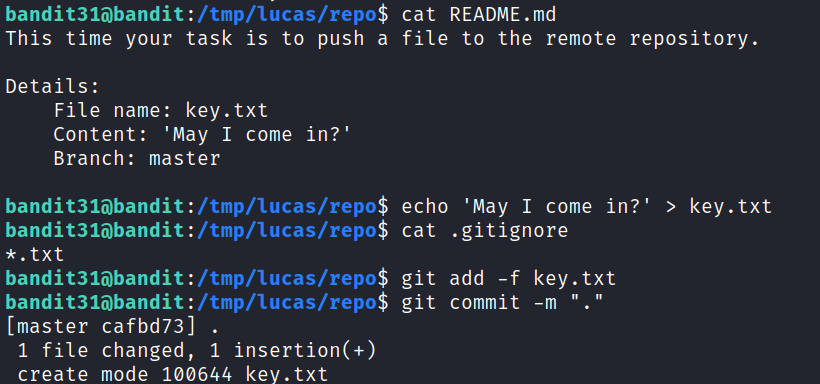 bandit31@bandit:/tmp/lucas/repo$ cat README.md
This time your task is to push a file to the remote repository.
Details:
    File name: key.txt
    Content: 'May I come in?'
    Branch: master
bandit31@bandit:/tmp/lucas/repo$ echo 'May I come in?' > key.txt
bandit31@bandit:/tmp/lucas/repo$ cat .gitignore
*.txt
bandit31@bandit:/tmp/lucas/repo$ git add -f key.txt
bandit31@bandit:/tmp/lucas/repo$ git commit -m "."
[master cafbd73] .
 1 file changed, 1 insertion(+)
 create mode 100644 key.txt